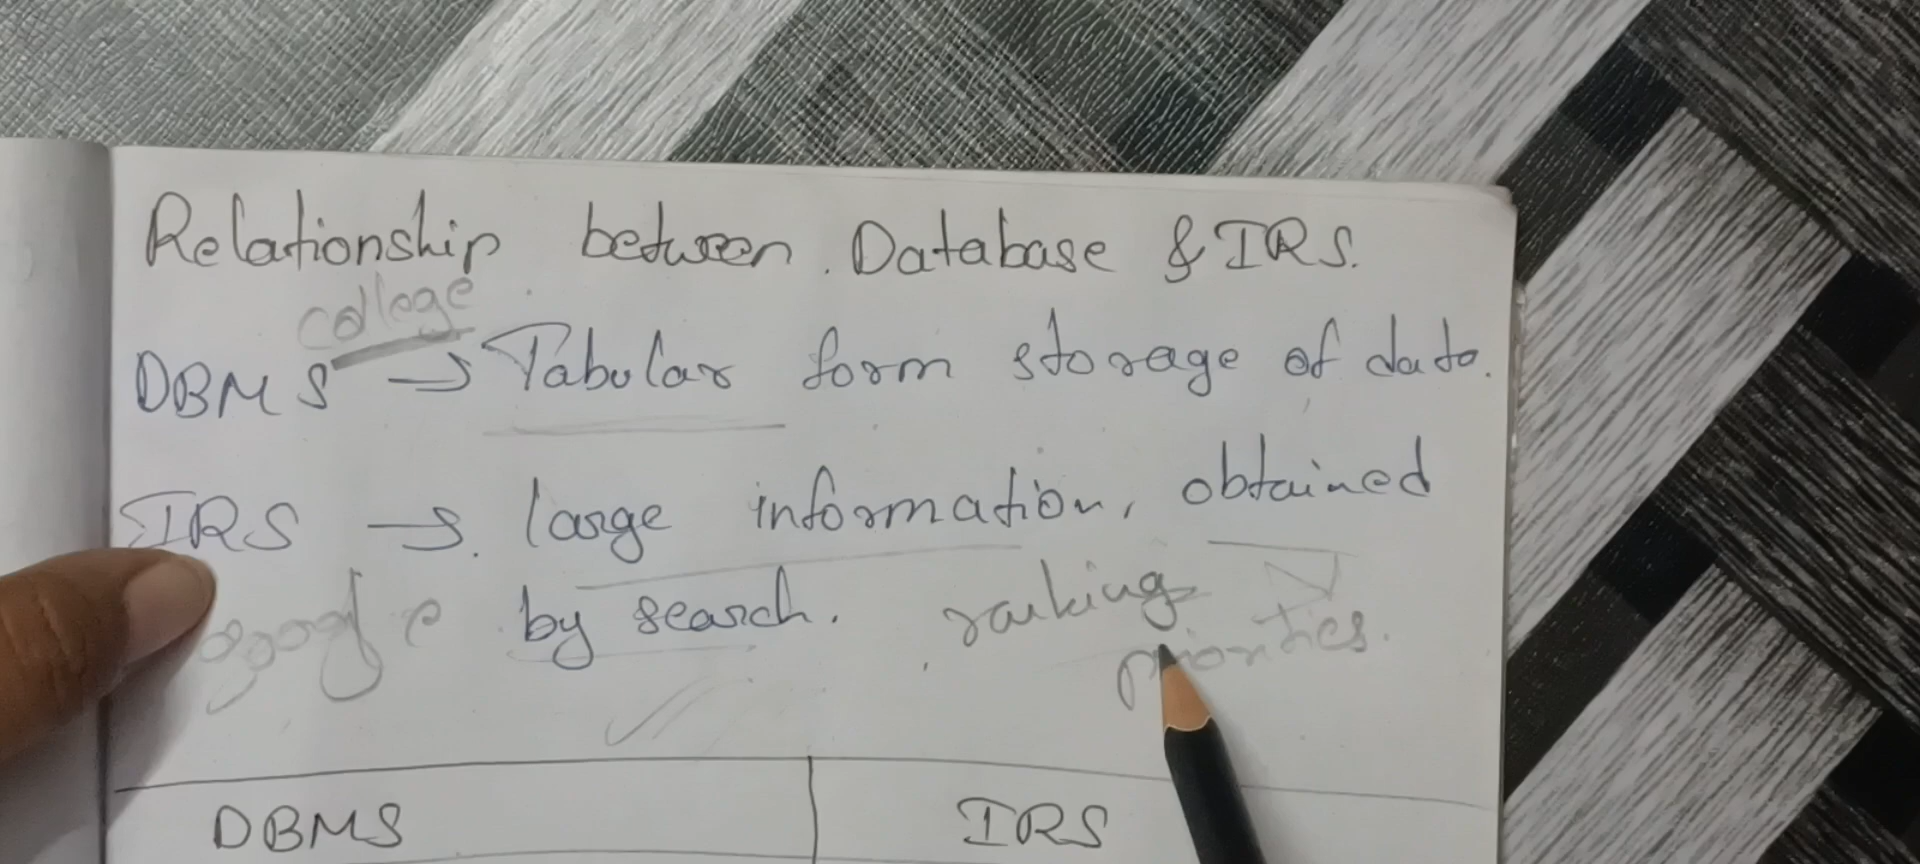 Relationship between Database & IRS.
college
DBMS → Tabular form storage of data.
IRS → large information, obtained
google by search. ranking
priorities.
DBMS IRS